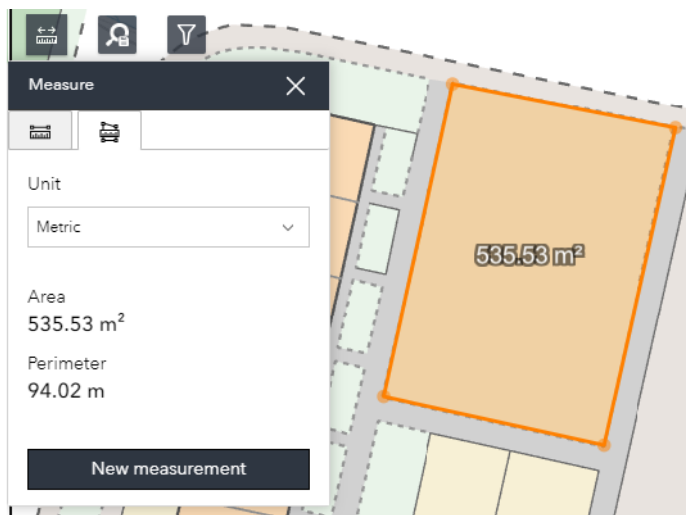 Measure
Unit
Metric
Area
535.53 m²
Perimeter
94.02 m
New measurement
535.53 m²